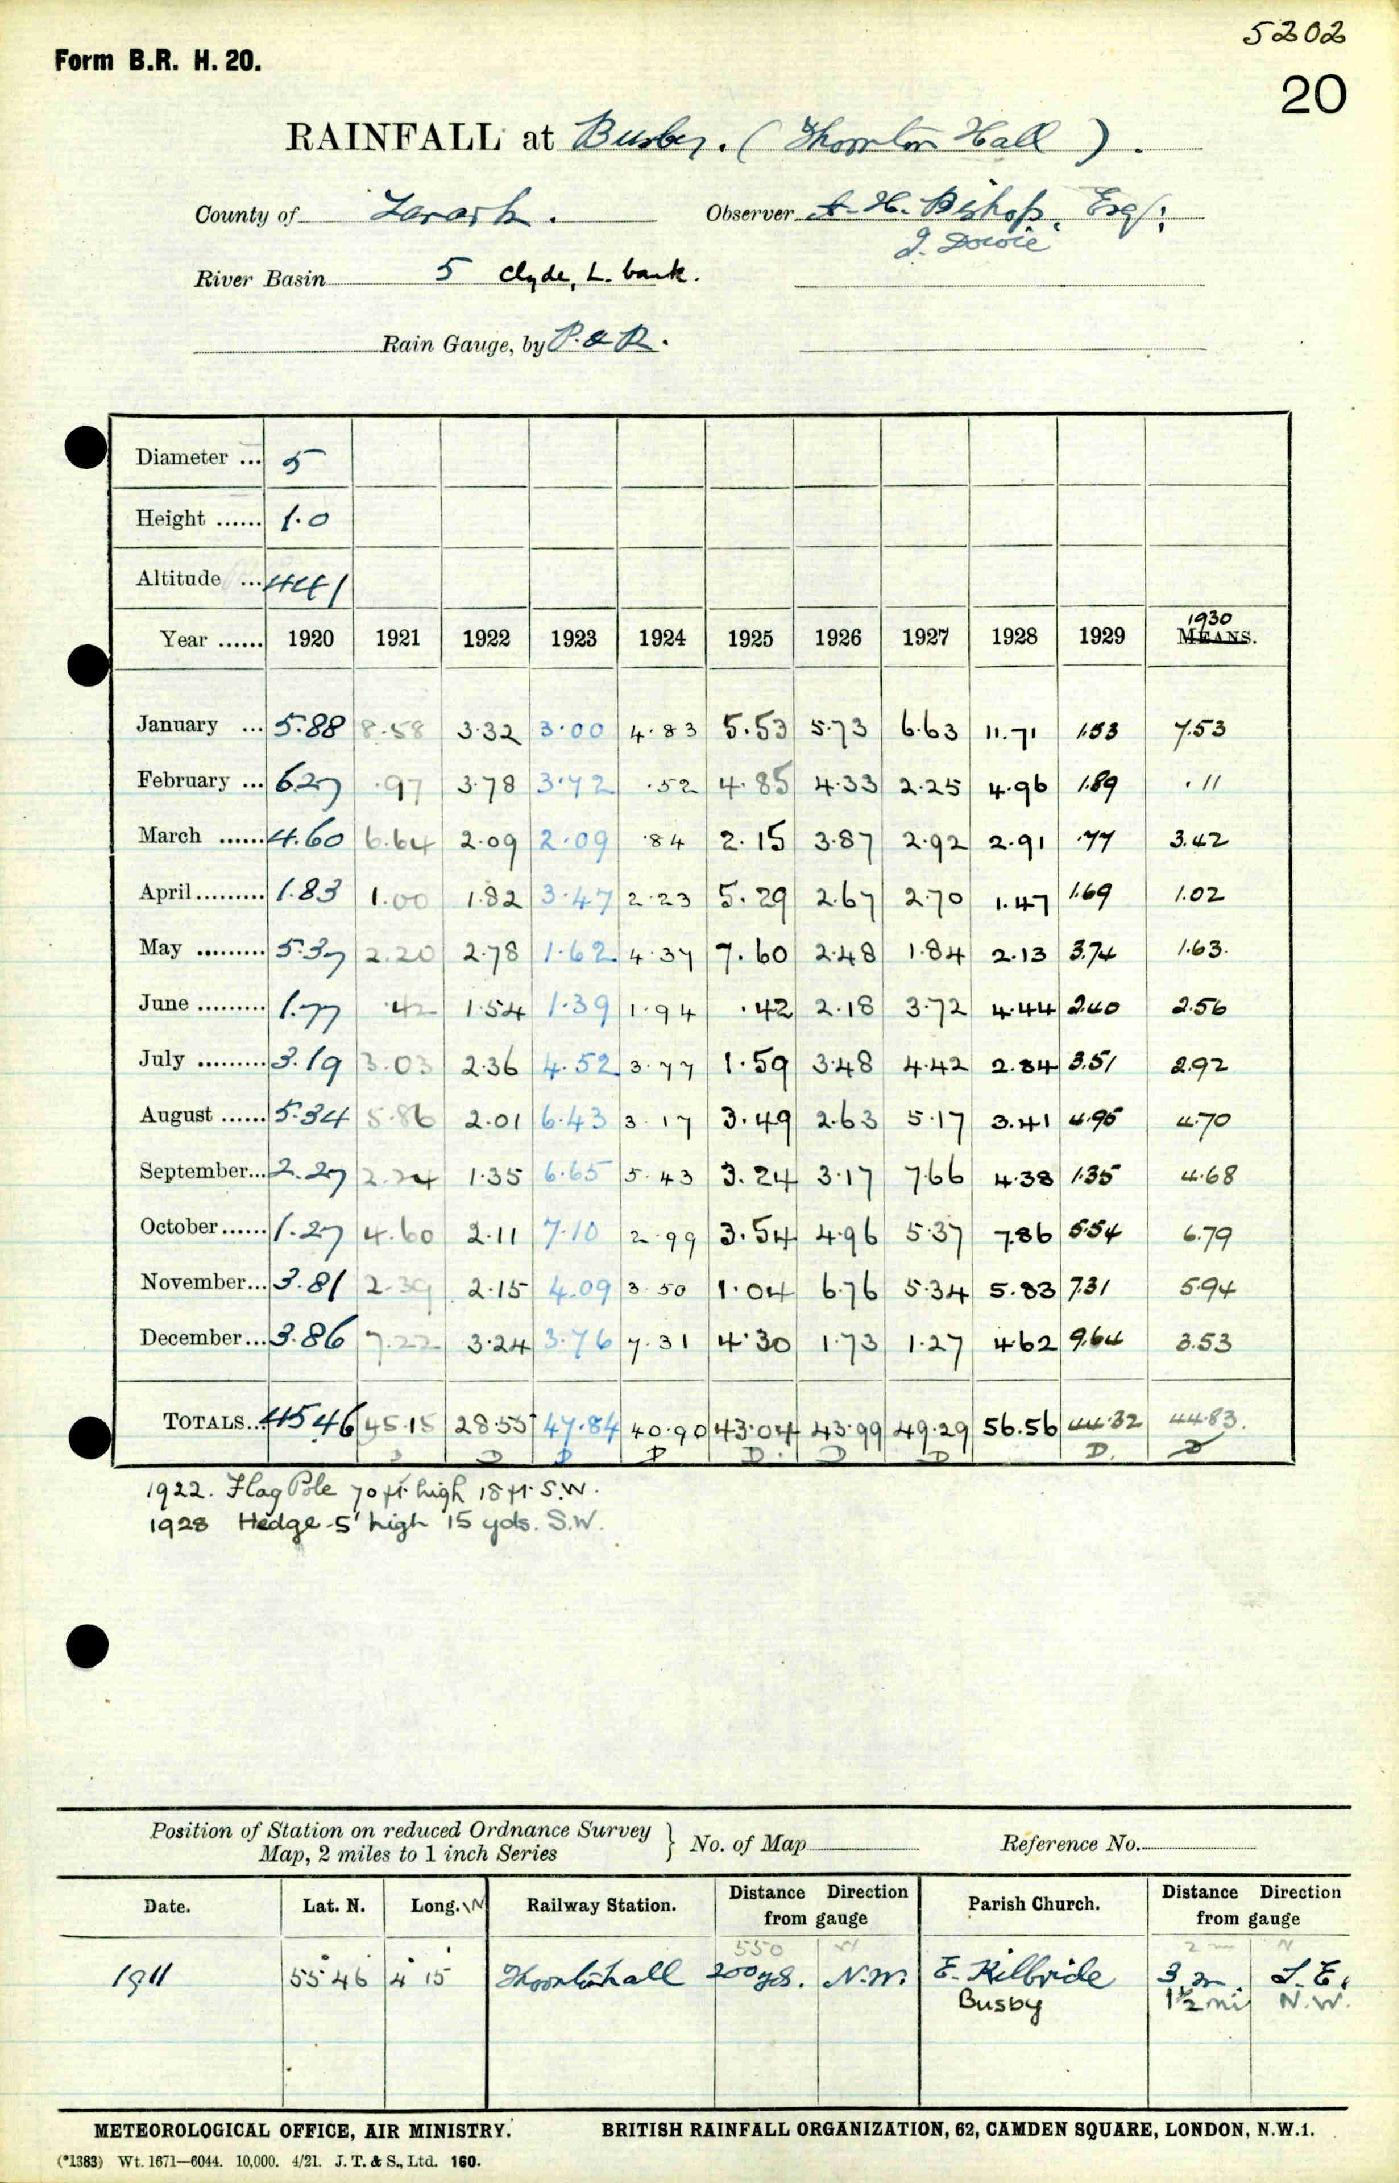 5202
Form B.R. H. 20.
20
RAINFALL at Busby. (Thornton Hall).
County of Lanark. Observer A. H. Bishop, Esq;
J. Dowie
River Basin 5 Clyde, L. bank.
Rain Gauge, by P. & R.
Diameter ... 5
Height ...... 1.0
Altitude ... 441
1930
Year ...... 1920 1921 1922 1923 1924 1925 1926 1927 1928 1929 MEANS.
January ... 5.88 8.58 3.32 3.00 4.83 5.53 5.73 6.63 11.71 1.53 7.53
February ... 6.27 .97 3.78 3.72 .52 4.85 4.33 2.25 4.96 1.89 .11
March ...... 4.60 6.64 2.09 2.09 .84 2.15 3.87 2.92 2.91 .77 3.42
April ......... 1.83 1.00 1.82 3.47 2.23 5.29 2.67 2.70 1.47 1.69 1.02
May ......... 5.37 2.20 2.78 1.62 4.37 7.60 2.48 1.84 2.13 3.74 1.63.
June ......... 1.77 .42 1.54 1.39 1.94 .42 2.18 3.72 4.44 2.40 2.56
July ......... 3.19 3.03 2.36 4.52 3.77 1.59 3.48 4.42 2.84 3.51 2.92
August ...... 5.34 5.86 2.01 6.43 3.17 3.49 2.63 5.17 3.41 4.95 4.70
September... 2.27 2.24 1.35 6.65 5.43 3.24 3.17 7.66 4.38 1.35 4.68
October...... 1.27 4.60 2.11 7.10 2.99 3.54 4.96 5.37 7.86 5.54 6.79
November... 3.81 2.39 2.15 4.09 3.50 1.04 6.76 5.34 5.83 7.31 5.94
December... 3.86 7.22 3.24 3.76 7.31 4.30 1.73 1.27 4.62 9.64 3.53
TOTALS... 45.46 45.15 28.55 47.84 40.90 43.04 43.99 49.29 56.56 44.32 44.83.
D D D D. D D D. D
1922. Flag Pole 70 ft. high 18 ft. S.W.
1928 Hedge 5' high 15 yds. S.W.
Position of Station on reduced Ordnance Survey
Map, 2 miles to 1 inch Series } No. of Map Reference No.
Date. Lat. N. Long. W Railway Station. Distance Direction from gauge Parish Church. Distance Direction from gauge
550 W 2 m N
1911 55° 46' 4° 15' Thorntonhall 200 yds. N.W. E. Kilbride 3 m. S.E.
Busby 1½ mi N.W.
METEOROLOGICAL OFFICE, AIR MINISTRY. BRITISH RAINFALL ORGANIZATION, 62, CAMDEN SQUARE, LONDON, N.W.1.
(*1383) Wt. 1671—6044. 10,000. 4/21. J. T. & S., Ltd. 160.